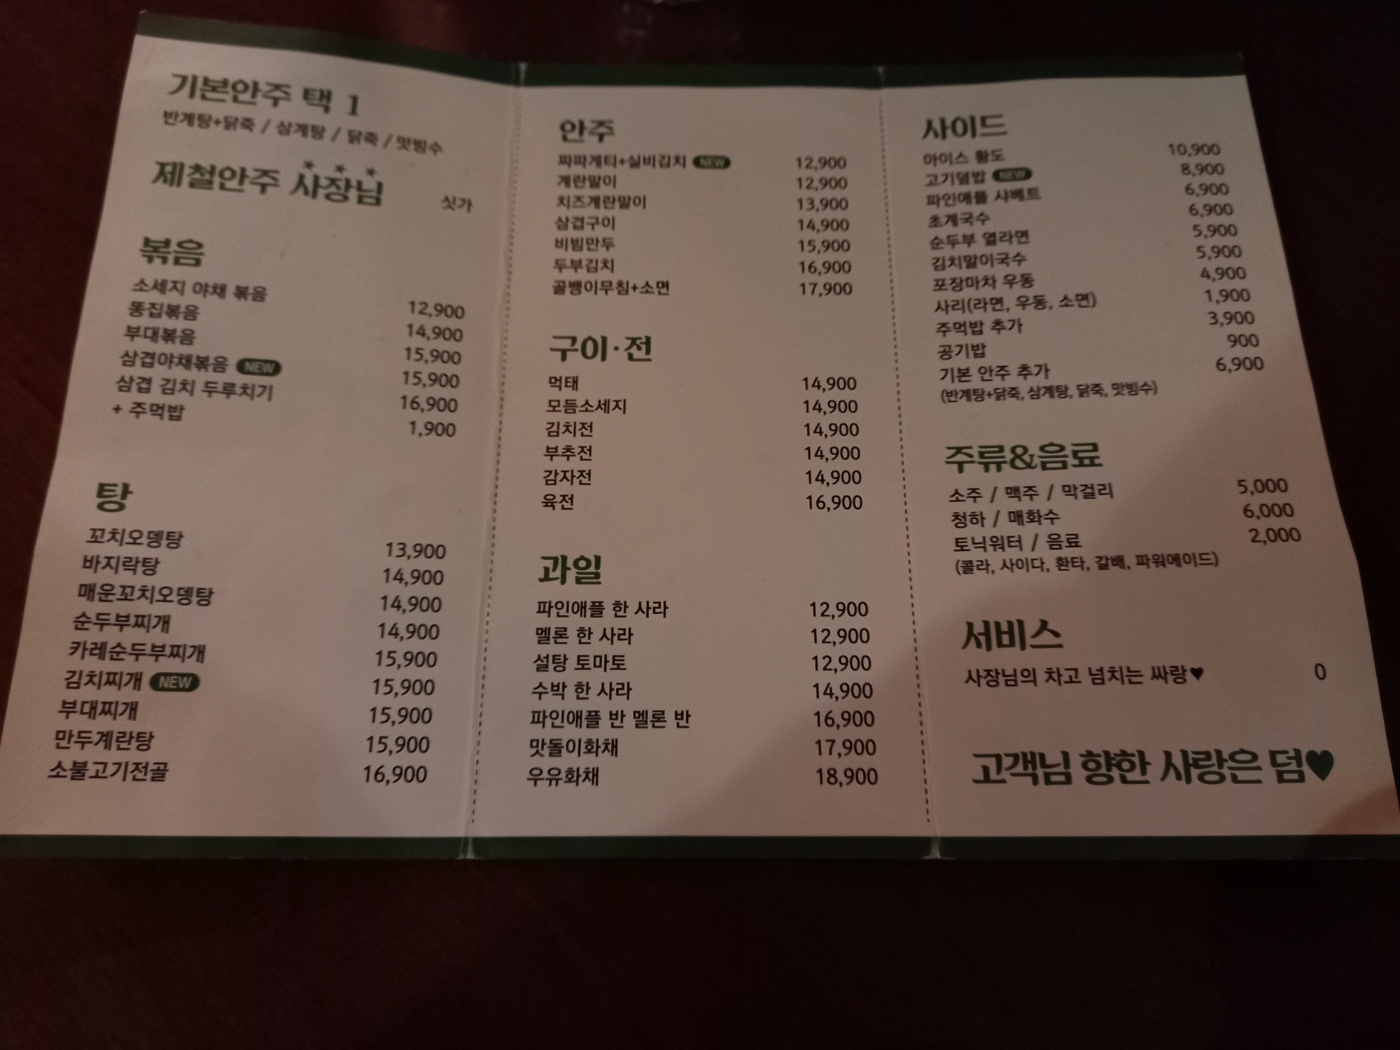 기본안주 택 1
반계탕+닭죽 / 삼계탕 / 닭죽 / 맛빙수
제철안주 사장님 싯가
볶음
소세지 야채 볶음 12,900
똥집볶음 14,900
부대볶음 15,900
삼겹야채볶음 NEW 15,900
삼겹 김치 두루치기 16,900
+ 주먹밥 1,900
탕
꼬치오뎅탕 13,900
바지락탕 14,900
매운꼬치오뎅탕 14,900
순두부찌개 14,900
카레순두부찌개 15,900
김치찌개 NEW 15,900
부대찌개 15,900
만두계란탕 15,900
소불고기전골 16,900
안주
짜파게티+실비김치 NEW 12,900
계란말이 12,900
치즈계란말이 13,900
삼겹구이 14,900
비빔만두 15,900
두부김치 16,900
골뱅이무침+소면 17,900
구이·전
먹태 14,900
모듬소세지 14,900
김치전 14,900
부추전 14,900
감자전 14,900
육전 16,900
과일
파인애플 한 사라 12,900
멜론 한 사라 12,900
설탕 토마토 12,900
수박 한 사라 14,900
파인애플 반 멜론 반 16,900
맛돌이화채 17,900
우유화채 18,900
사이드
아이스 황도 10,900
고기덮밥 NEW 8,900
파인애플 샤베트 6,900
초계국수 6,900
순두부 열라면 5,900
김치말이국수 5,900
포장마차 우동 4,900
사리(라면, 우동, 소면) 1,900
주먹밥 추가 3,900
공기밥 900
기본 안주 추가 6,900
(반계탕+닭죽, 삼계탕, 닭죽, 맛빙수)
주류&음료
소주 / 맥주 / 막걸리 5,000
청하 / 매화수 6,000
토닉워터 / 음료 2,000
(콜라, 사이다, 환타, 갈배, 파워에이드)
서비스
사장님의 차고 넘치는 싸랑♥ 0
고객님 향한 사랑은 덤♥